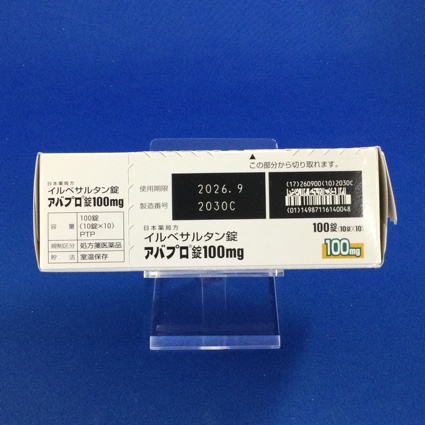 日本薬局方
イルベサルタン錠
アバプロ錠100mg
容量
100錠
(10錠×10)
PTP
規制区分
処方箋医薬品
貯法
室温保存
使用期限
2026.9
製造番号
2030C
▲
この部分から切り取れます。
(17)260900(10)2030C
(01)14987116140048
日本薬局方
イルベサルタン錠
アバプロ錠100mg
100錠(10錠×10)
100mg